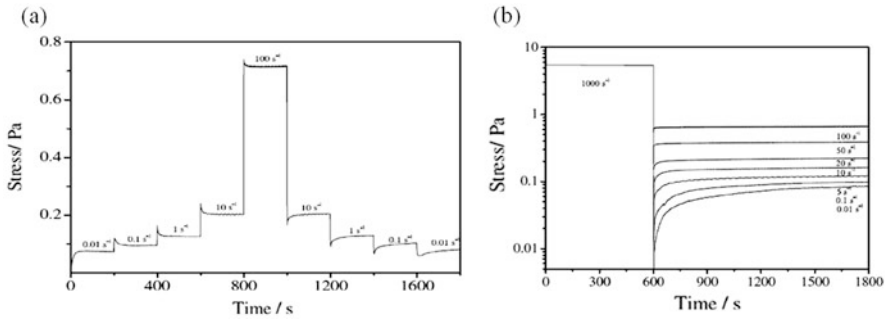 (a)
0.8
0.6
0.4
0.2
Stress/ Pa
0.01 s⁻¹
0.1 s⁻¹
1 s⁻¹
10 s⁻¹
100 s⁻¹
10 s⁻¹
1 s⁻¹
0.1 s⁻¹
0.01 s⁻¹
0 400 800 1200 1600
Time / s
(b)
10
1
0.1
0.01
Stress/ Pa
1000 s⁻¹
100 s⁻¹
50 s⁻¹
20 s⁻¹
10 s⁻¹
5 s⁻¹
0.1 s⁻¹
0.01 s⁻¹
0 300 600 900 1200 1500 1800
Time / s